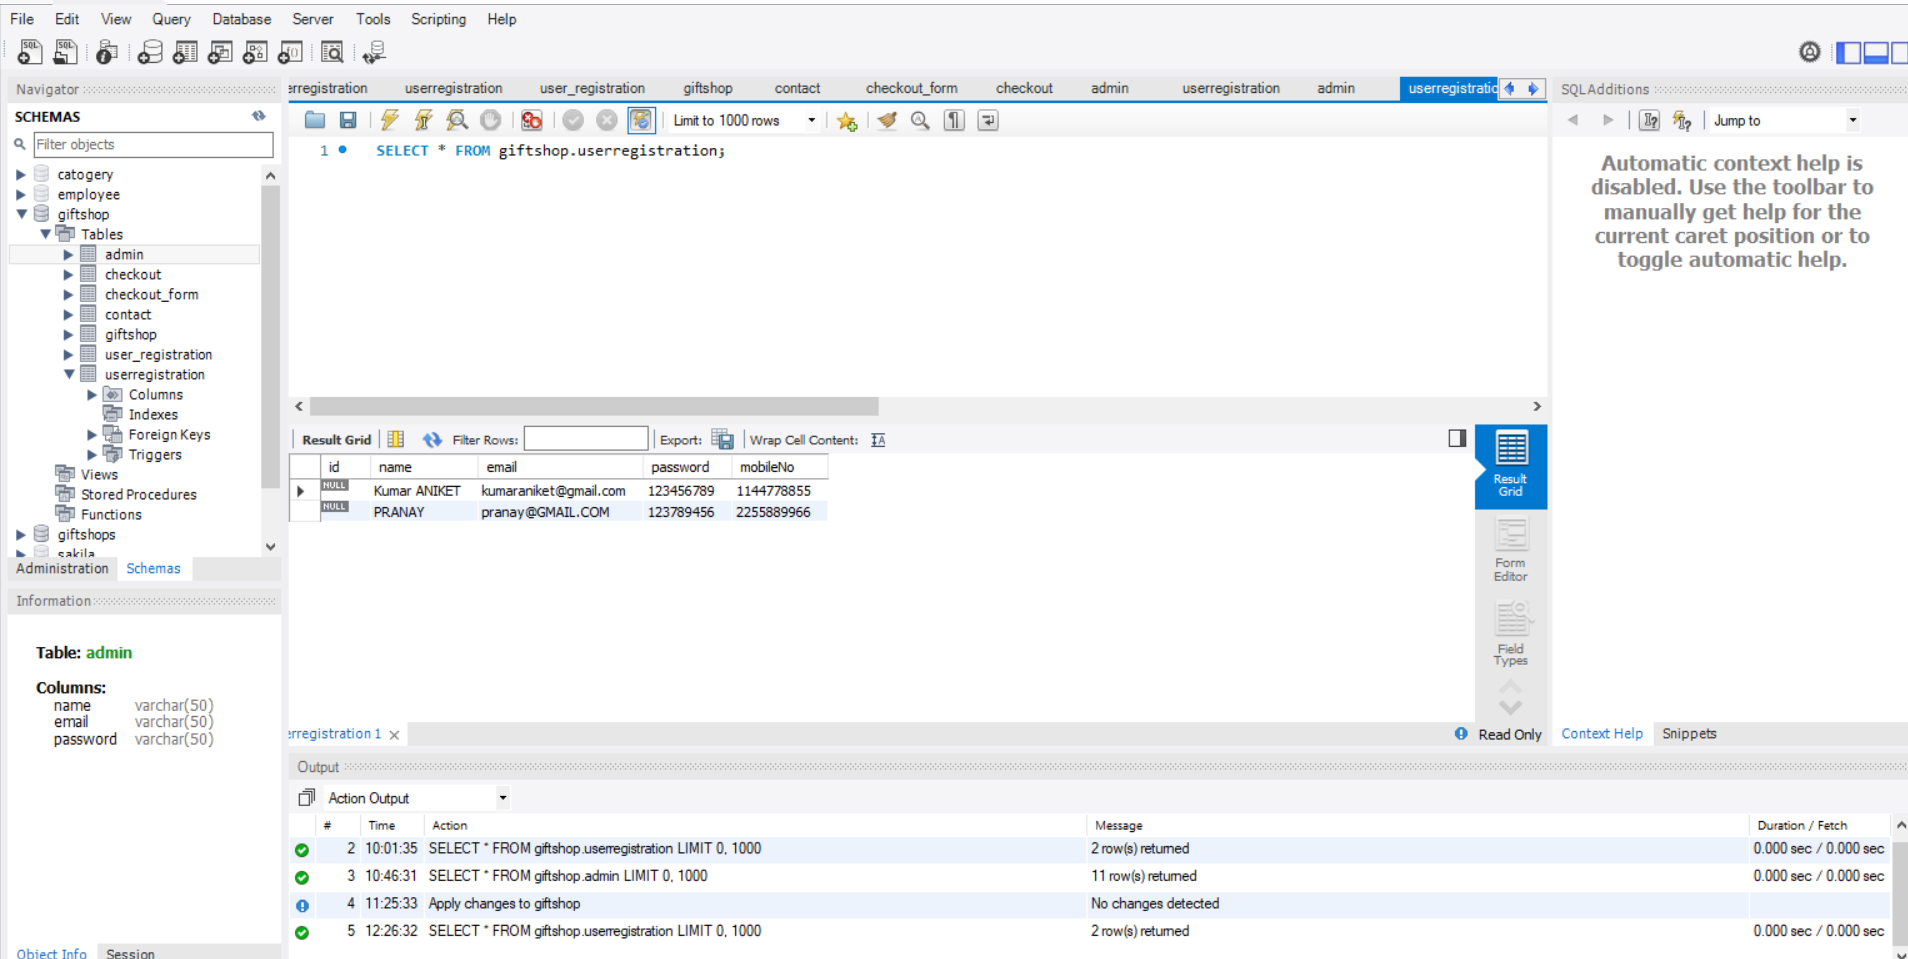 File Edit View Query Database Server Tools Scripting Help
Navigator
SCHEMAS
Filter objects
catogery
employee
giftshop
Tables
admin
checkout
checkout_form
contact
giftshop
user_registration
userregistration
Columns
Indexes
Foreign Keys
Triggers
Views
Stored Procedures
Functions
giftshops
sakila
Administration Schemas
Information
Table: admin
Columns:
name varchar(50)
email varchar(50)
password varchar(50)
Object Info Session
erregistration userregistration user_registration giftshop contact checkout_form checkout admin userregistration admin userregistratic
Limit to 1000 rows
1 SELECT * FROM giftshop.userregistration;
Result Grid Filter Rows: Export: Wrap Cell Content: IA
id name email password mobileNo
NULL Kumar ANIKET kumaraniket@gmail.com 123456789 1144778855
NULL PRANAY pranay@GMAIL.COM 123789456 2255889966
Result
Grid
Form
Editor
Field
Types
erregistration 1 Read Only
Output
Action Output
# Time Action Message Duration / Fetch
2 10:01:35 SELECT * FROM giftshop.userregistration LIMIT 0, 1000 2 row(s) returned 0.000 sec / 0.000 sec
3 10:46:31 SELECT * FROM giftshop.admin LIMIT 0, 1000 11 row(s) returned 0.000 sec / 0.000 sec
4 11:25:33 Apply changes to giftshop No changes detected
5 12:26:32 SELECT * FROM giftshop.userregistration LIMIT 0, 1000 2 row(s) returned 0.000 sec / 0.000 sec
SQLAdditions
Jump to
Automatic context help is
disabled. Use the toolbar to
manually get help for the
current caret position or to
toggle automatic help.
Context Help Snippets